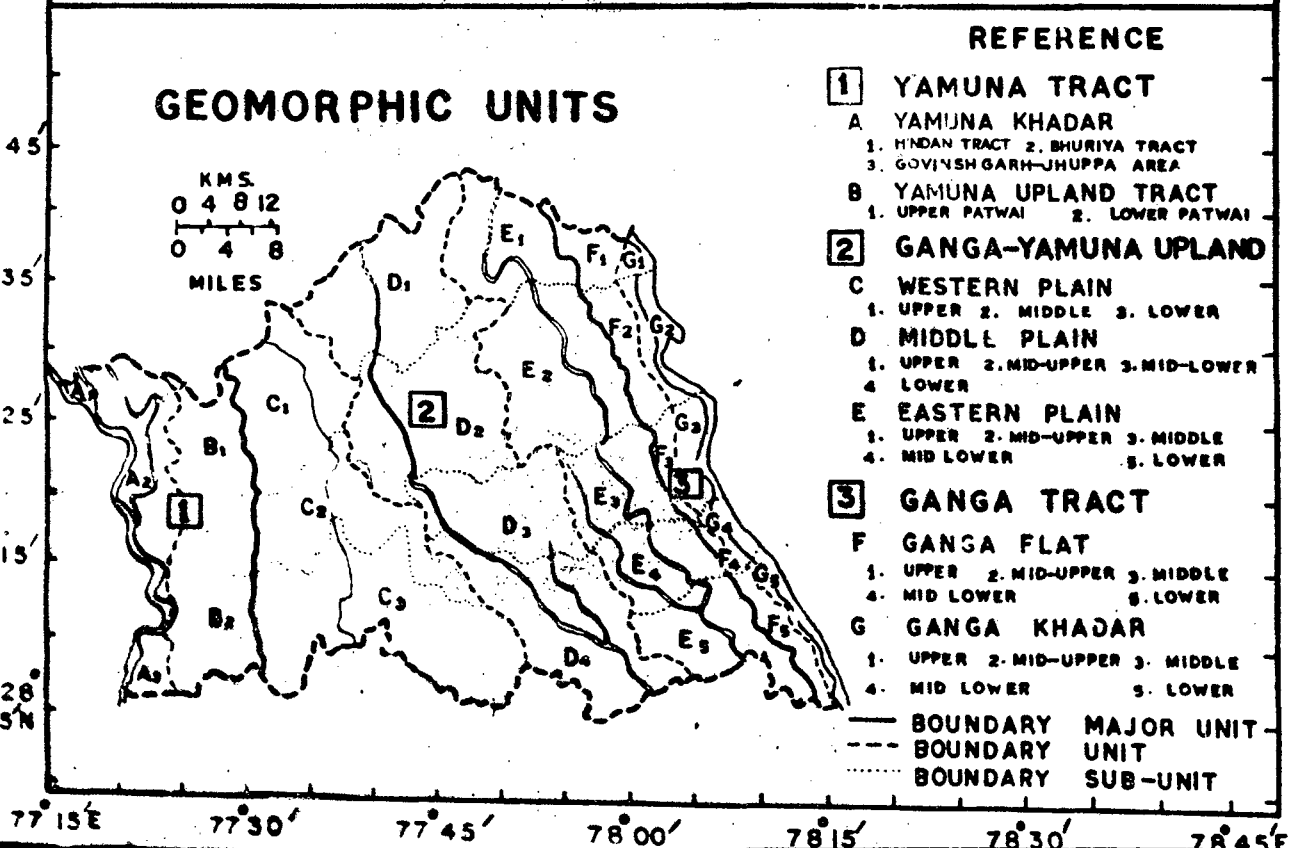 GEOMORPHIC UNITS
KMS.
0 4 8 12
0 4 8
MILES
45′
35′
25′
15′
28°
5′N
77° 15′E
77° 30′
77° 45′
78° 00′
78° 15′
78° 30′
78° 45′E
A2
A3
B1
B2
1
C1
C2
C3
D1
2
D2
D3
D4
E1
E2
E3
E4
E5
F1
F2
F3
F4
F5
3
G1
G2
G3
G4
G5
REFERENCE
1 YAMUNA TRACT
A YAMUNA KHADAR
1. HINDAN TRACT 2. BHURIYA TRACT
3. AREA
B YAMUNA UPLAND TRACT
1. UPPER PATWAI 2. LOWER PATWAI
2 GANGA-YAMUNA UPLAND
C WESTERN PLAIN
1. UPPER 2. MIDDLE 3. LOWER
D MIDDLE PLAIN
1. UPPER 2. MID-UPPER 3. MID-LOWER
4 LOWER
E EASTERN PLAIN
1. UPPER 2. MID-UPPER 3. MIDDLE
4. MID LOWER 5. LOWER
3 GANGA TRACT
F GANGA FLAT
1. UPPER 2. MID-UPPER 3. MIDDLE
4. MID LOWER 5. LOWER
G GANGA KHADAR
1. UPPER 2. MID-UPPER 3. MIDDLE
4. MID LOWER 5. LOWER
BOUNDARY MAJOR UNIT
BOUNDARY UNIT
BOUNDARY SUB-UNIT